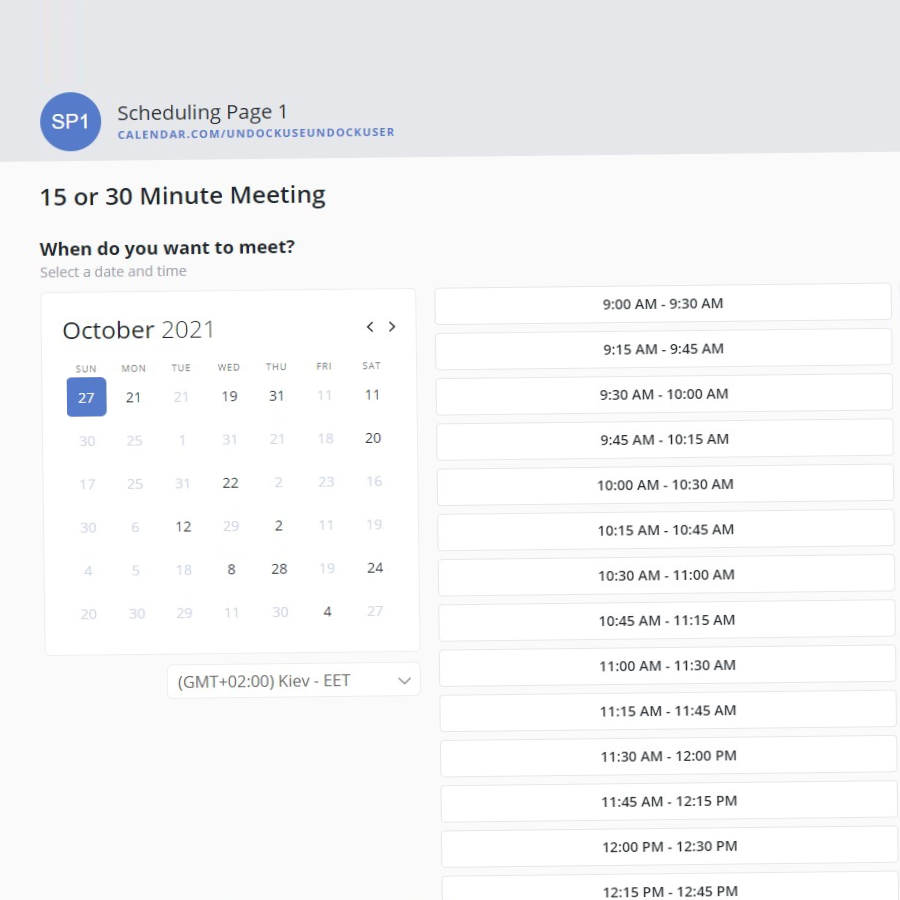 SP1
Scheduling Page 1
CALENDAR.COM/UNDOCKUSEUNDOCKUSER
15 or 30 Minute Meeting
When do you want to meet?
Select a date and time
October 2021
SUN MON TUE WED THU FRI SAT
27 21 21 19 31 11 11
30 25 1 31 21 18 20
17 25 31 22 2 23 16
30 6 12 29 2 11 19
4 5 18 8 28 19 24
20 30 29 11 30 4 27
(GMT+02:00) Kiev - EET
9:00 AM - 9:30 AM
9:15 AM - 9:45 AM
9:30 AM - 10:00 AM
9:45 AM - 10:15 AM
10:00 AM - 10:30 AM
10:15 AM - 10:45 AM
10:30 AM - 11:00 AM
10:45 AM - 11:15 AM
11:00 AM - 11:30 AM
11:15 AM - 11:45 AM
11:30 AM - 12:00 PM
11:45 AM - 12:15 PM
12:00 PM - 12:30 PM
12:15 PM - 12:45 PM